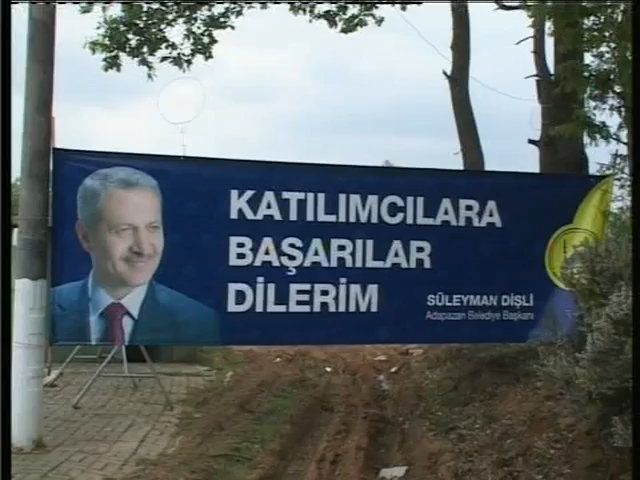 KATILIMCILARA
BAŞARILAR
DİLERİM
SÜLEYMAN DİŞLİ
Adapazarı Belediye Başkanı